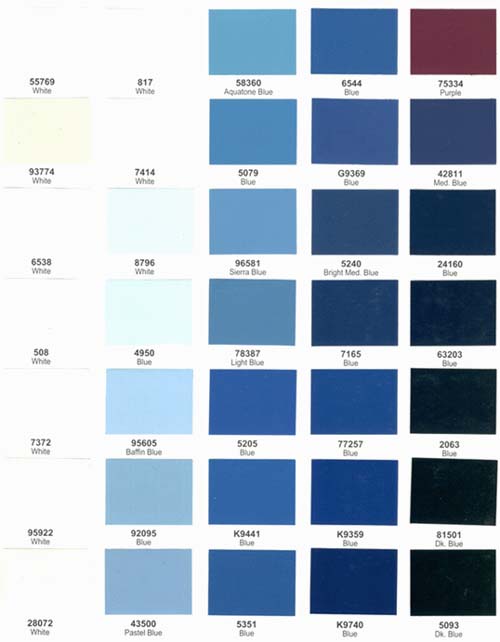 55769
White
817
White
58360
Aquatone Blue
6544
Blue
75334
Purple
93774
White
7414
White
5079
Blue
G9369
Blue
42811
Med. Blue
6538
White
8796
White
96581
Sierra Blue
5240
Bright Med. Blue
24160
Blue
508
White
4950
Blue
78387
Light Blue
7165
Blue
63203
Blue
7372
White
95605
Baffin Blue
5205
Blue
77257
Blue
2063
Blue
95922
White
92095
Blue
K9441
Blue
K9359
Blue
81501
Dk. Blue
28072
White
43500
Pastel Blue
5351
Blue
K9740
Blue
5093
Dk. Blue